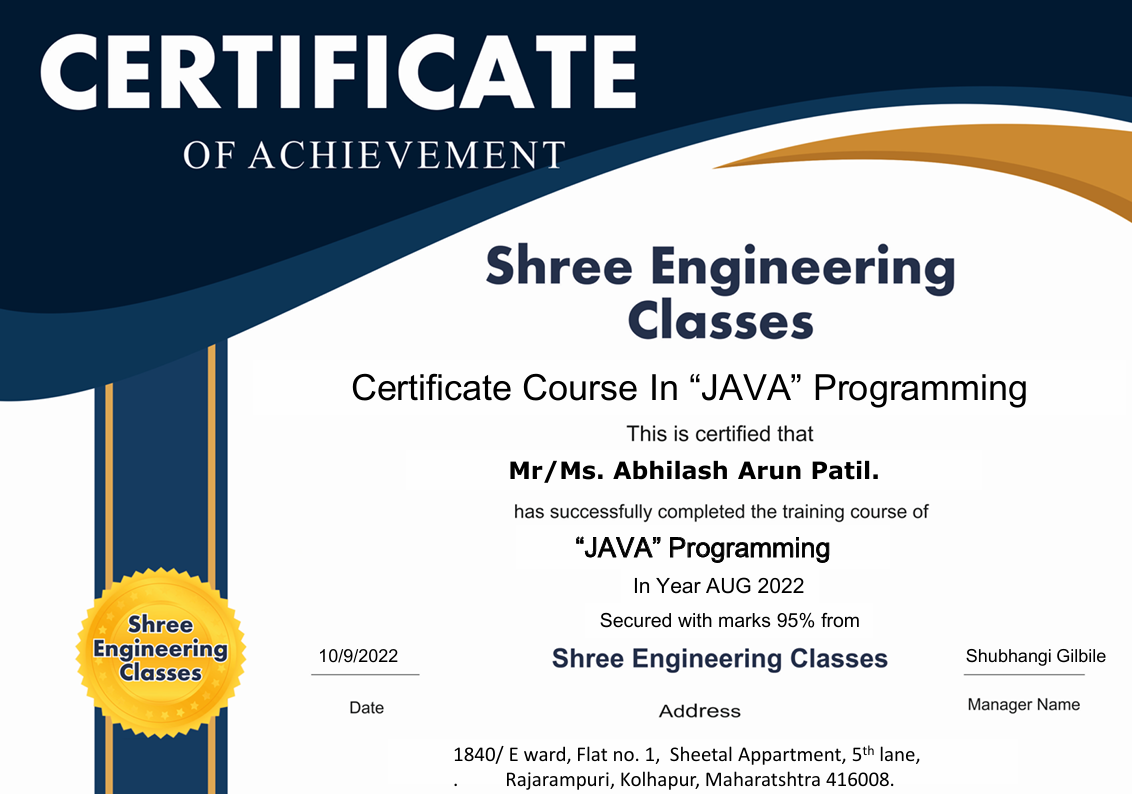 CERTIFICATE
OF ACHIEVEMENT
Shree Engineering
Classes
Certificate Course In “JAVA” Programming
This is certified that
Mr/Ms. Abhilash Arun Patil.
has successfully completed the training course of
“JAVA” Programming
In Year AUG 2022
Secured with marks 95% from
Shree Engineering Classes
10/9/2022
Date
Shubhangi Gilbile
Manager Name
Address
1840/ E ward, Flat no. 1, Sheetal Appartment, 5th lane,
. Rajarampuri, Kolhapur, Maharatshtra 416008.
Shree
Engineering
Classes